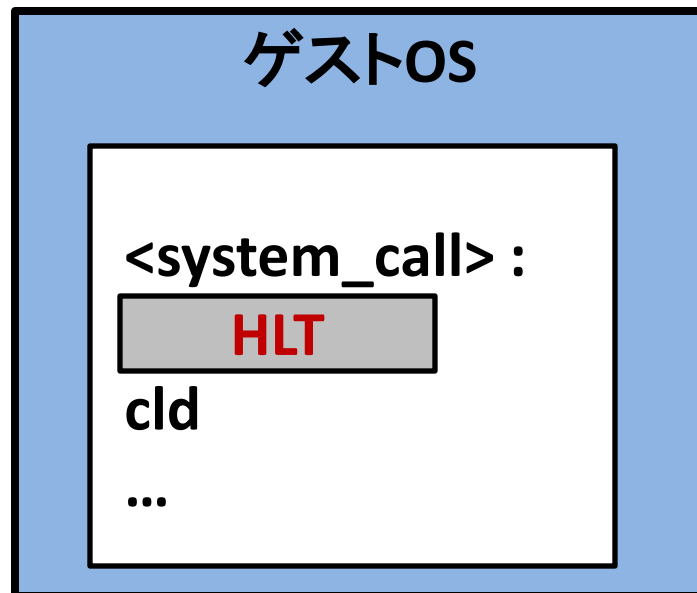 ゲストOS
<system_call> :
HLT
cld
...